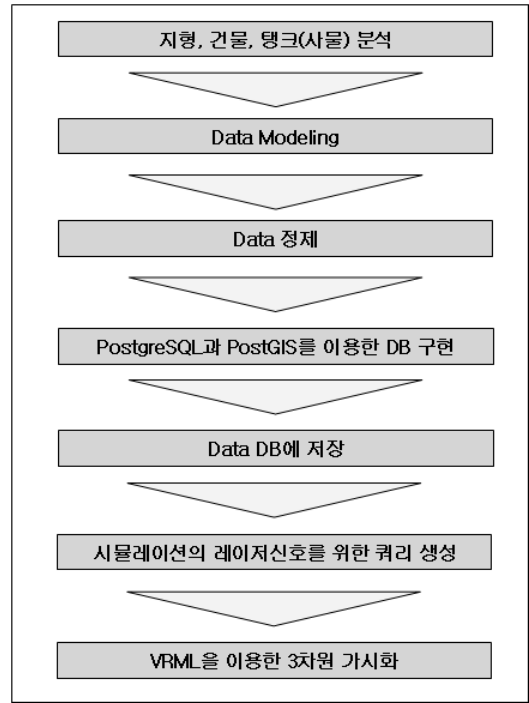 지형, 건물, 탱크(사물) 분석
Data Modeling
Data 정제
PostgreSQL과 PostGIS를 이용한 DB 구현
Data DB에 저장
시뮬레이션의 레이저신호를 위한 쿼리 생성
VRML을 이용한 3차원 가시화